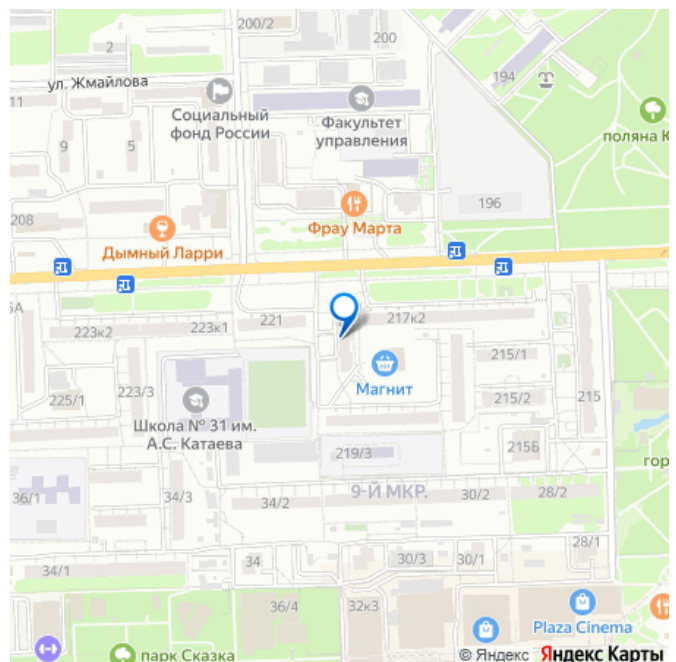 200/2
200
2
ул. Жмайлова
194
11
Социальный
фонд России
Факультет
управления
поляна К
9
5
196
208
Фрау Марта
Дымный Ларри
5А
223к2
223к1
221
217к2
215/1
Магнит
223/3
225/1
215/2
215
Школа № 31 им.
А.С. Катаева
215Б
219/3
гор
36/1
34/3
34/2
9-Й МКР.
30/2
28/2
28/1
34/1
34
30/3
30/1
36/4
32к3
Plaza Cinema
парк Сказка
© Яндекс Яндекс Карты